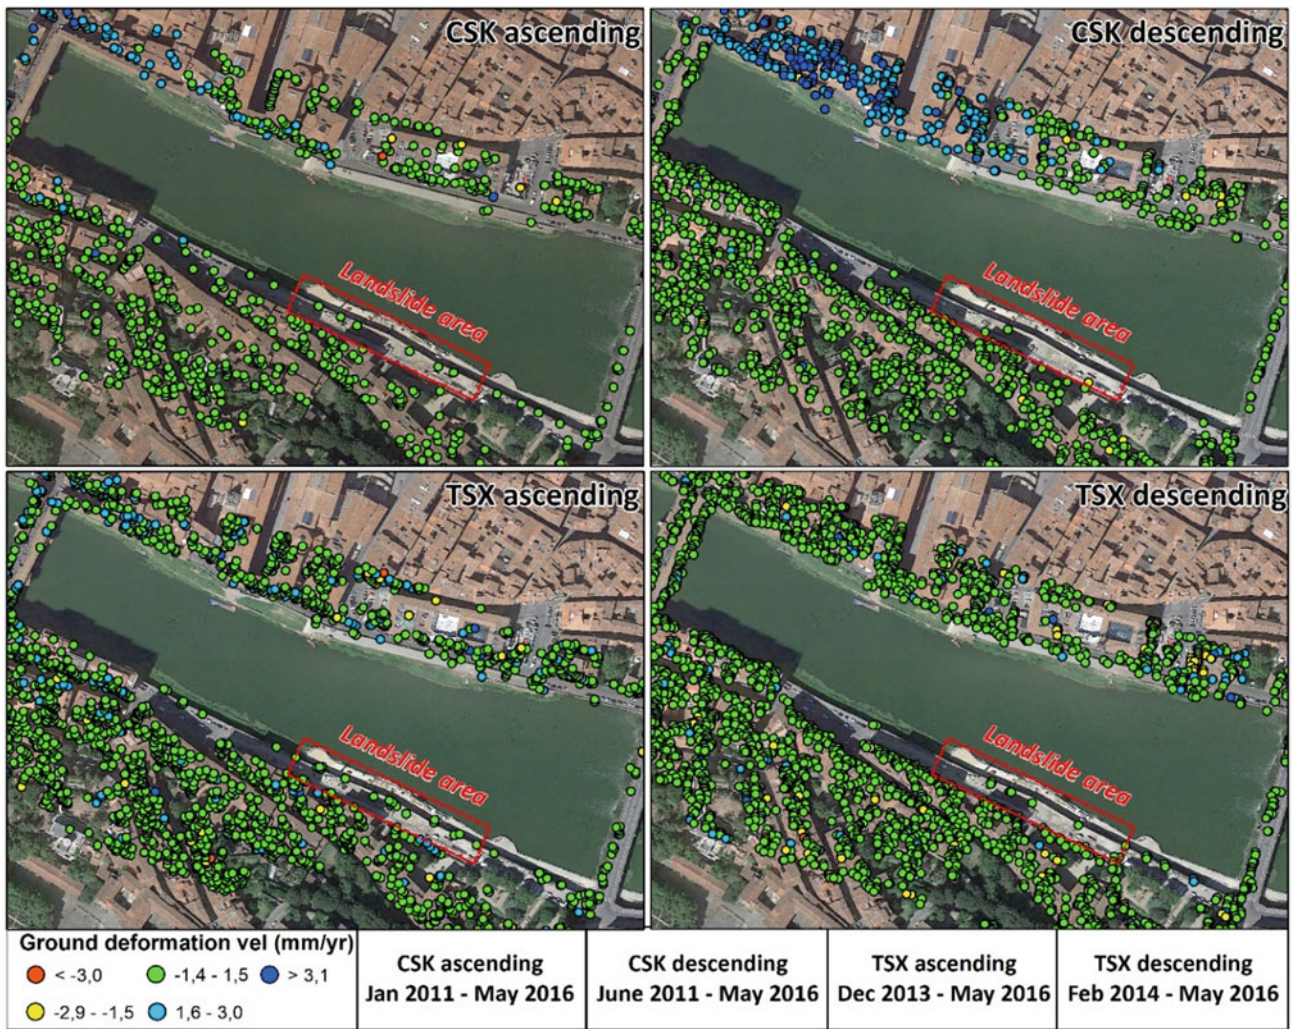 CSK ascending
CSK descending
Landslide area
Landslide area
TSX ascending
TSX descending
Landslide area
Landslide area
Ground deformation vel (mm/yr)
< -3,0
-1,4 - 1,5
> 3,1
-2,9 - -1,5
1,6 - 3,0
CSK ascending
Jan 2011 - May 2016
CSK descending
June 2011 - May 2016
TSX ascending
Dec 2013 - May 2016
TSX descending
Feb 2014 - May 2016